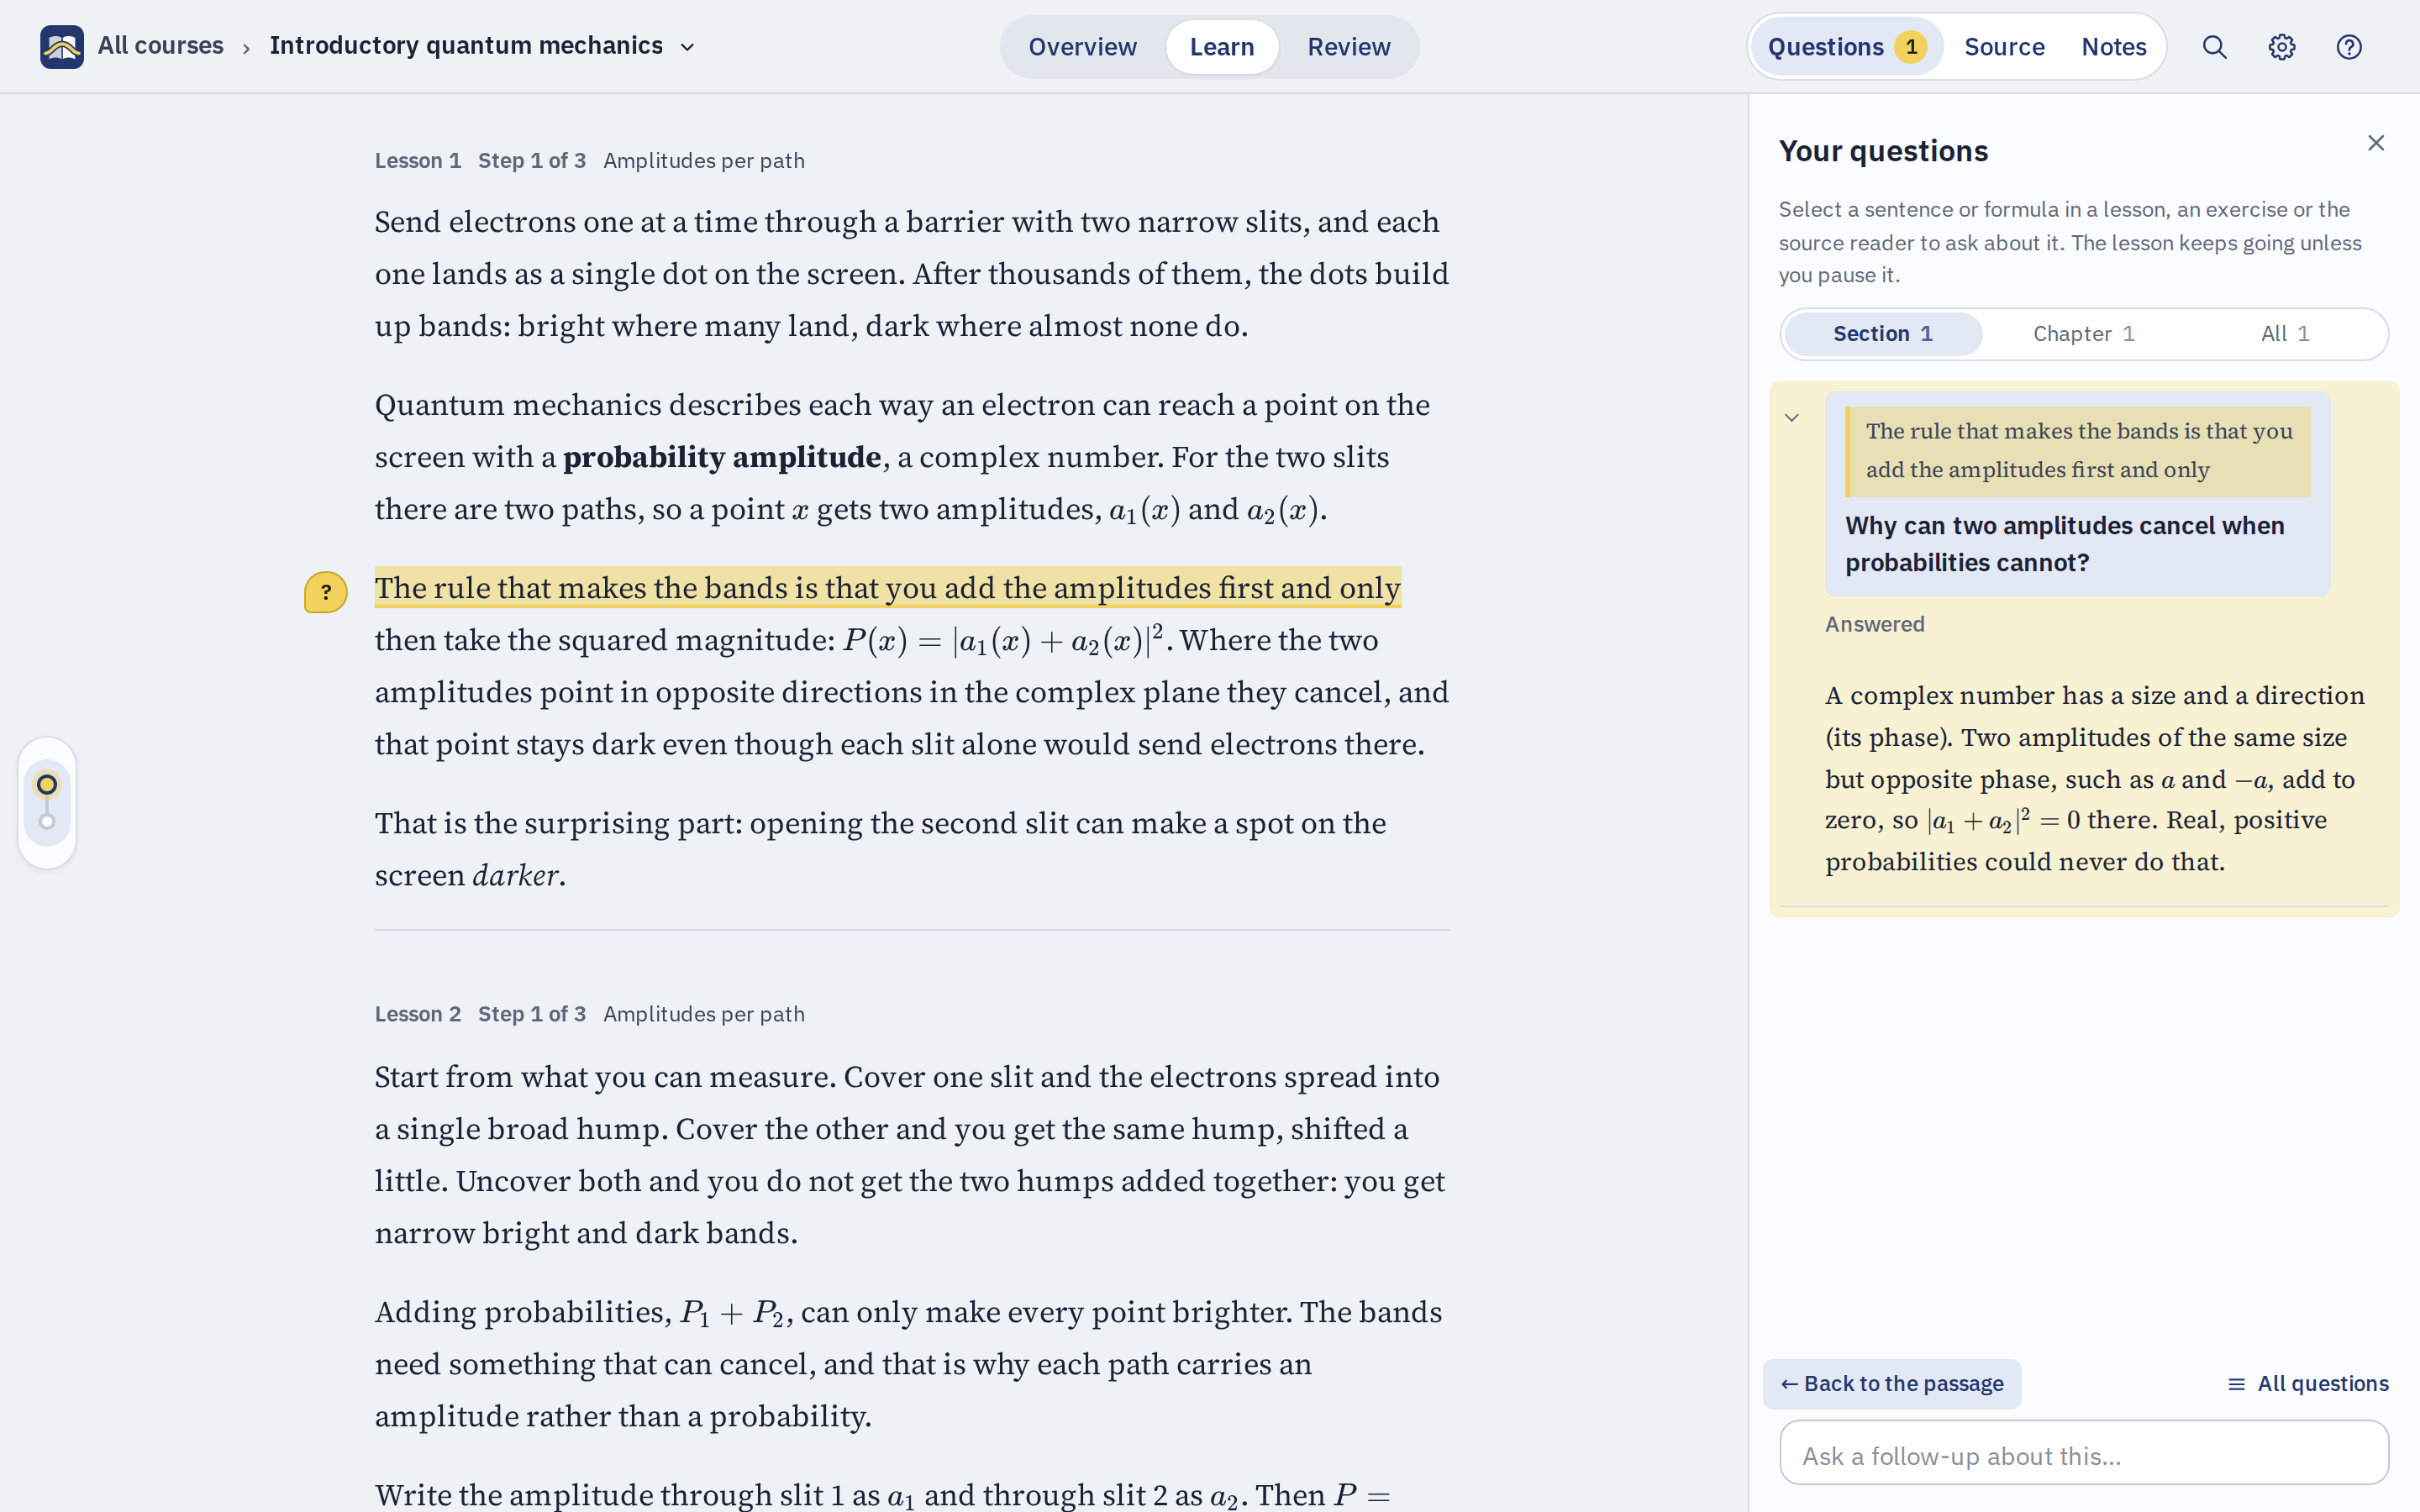 All courses › Introductory quantum mechanics
Overview Learn Review
Questions 1 Source Notes
Lesson 1 Step 1 of 3 Amplitudes per path
Send electrons one at a time through a barrier with two narrow slits, and each
one lands as a single dot on the screen. After thousands of them, the dots build
up bands: bright where many land, dark where almost none do.
Quantum mechanics describes each way an electron can reach a point on the
screen with a probability amplitude, a complex number. For the two slits
there are two paths, so a point x gets two amplitudes, a₁(x) and a₂(x).
?
The rule that makes the bands is that you add the amplitudes first and only
then take the squared magnitude: P(x) = |a₁(x) + a₂(x)|². Where the two
amplitudes point in opposite directions in the complex plane they cancel, and
that point stays dark even though each slit alone would send electrons there.
That is the surprising part: opening the second slit can make a spot on the
screen darker.
Lesson 2 Step 1 of 3 Amplitudes per path
Start from what you can measure. Cover one slit and the electrons spread into
a single broad hump. Cover the other and you get the same hump, shifted a
little. Uncover both and you do not get the two humps added together: you get
narrow bright and dark bands.
Adding probabilities, P₁ + P₂, can only make every point brighter. The bands
need something that can cancel, and that is why each path carries an
amplitude rather than a probability.
Write the amplitude through slit 1 as a₁ and through slit 2 as a₂. Then P =
Your questions
Select a sentence or formula in a lesson, an exercise or the
source reader to ask about it. The lesson keeps going unless
you pause it.
Section 1 Chapter 1 All 1
The rule that makes the bands is that you
add the amplitudes first and only
Why can two amplitudes cancel when
probabilities cannot?
Answered
A complex number has a size and a direction
(its phase). Two amplitudes of the same size
but opposite phase, such as a and −a, add to
zero, so |a₁ + a₂|² = 0 there. Real, positive
probabilities could never do that.
← Back to the passage
≡ All questions
Ask a follow-up about this...